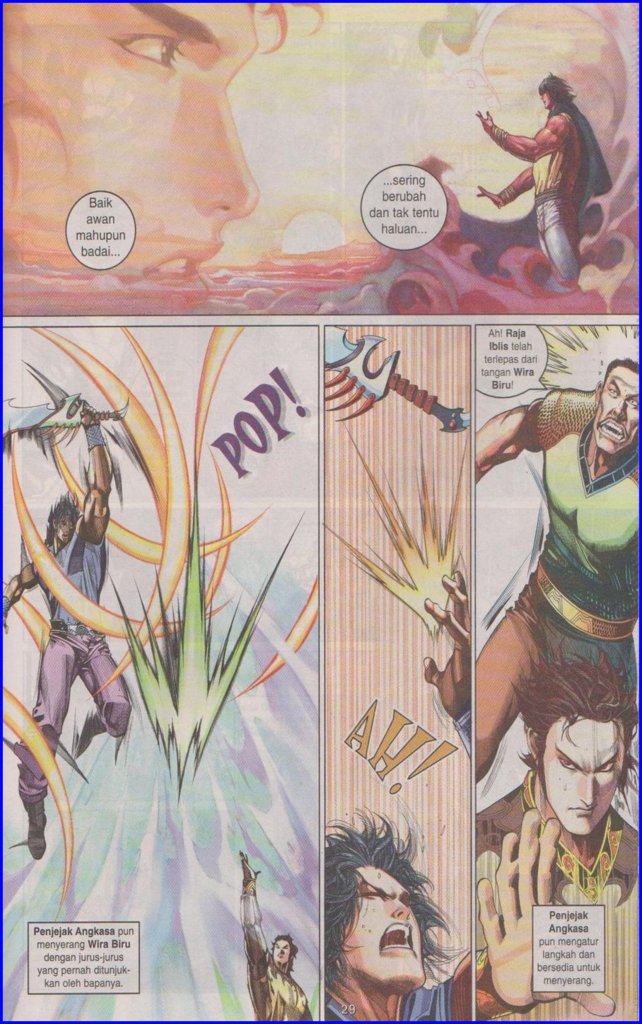 Baik
awan
mahupun
badai...
...sering
berubah
dan tak tentu
haluan...
POP!
Penjejak Angkasa pun
menyerang Wira Biru
dengan jurus-jurus
yang pernah ditunjuk-
kan oleh bapanya.
AH!
Ah! Raja
Iblis telah
terlepas dari
tangan Wira
Biru!
Penjejak
Angkasa
pun mengatur
langkah dan
bersedia untuk
menyerang.
29